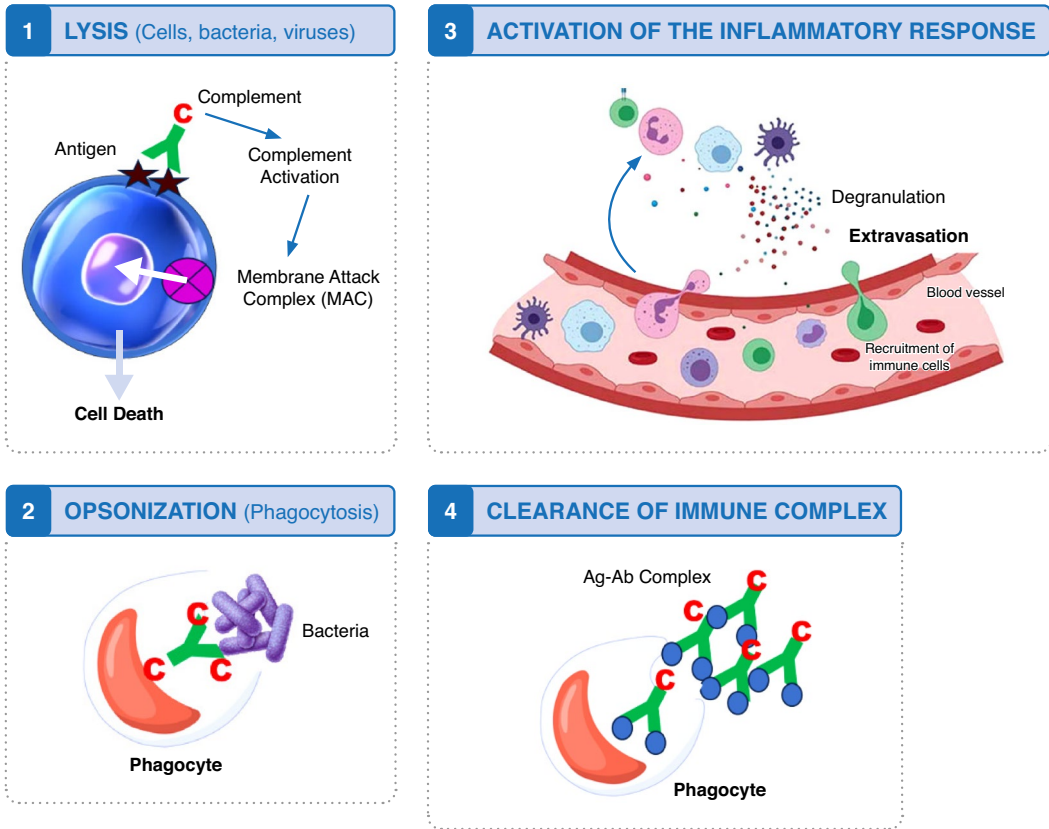 1 LYSIS (Cells, bacteria, viruses)
C
Complement
Antigen
Complement
Activation
Membrane Attack
Complex (MAC)
Cell Death
3 ACTIVATION OF THE INFLAMMATORY RESPONSE
Degranulation
Extravasation
Blood vessel
Recruitment of
immune cells
2 OPSONIZATION (Phagocytosis)
C
C
C
Bacteria
Phagocyte
4 CLEARANCE OF IMMUNE COMPLEX
Ag-Ab Complex
C
C
C
C
C
Phagocyte